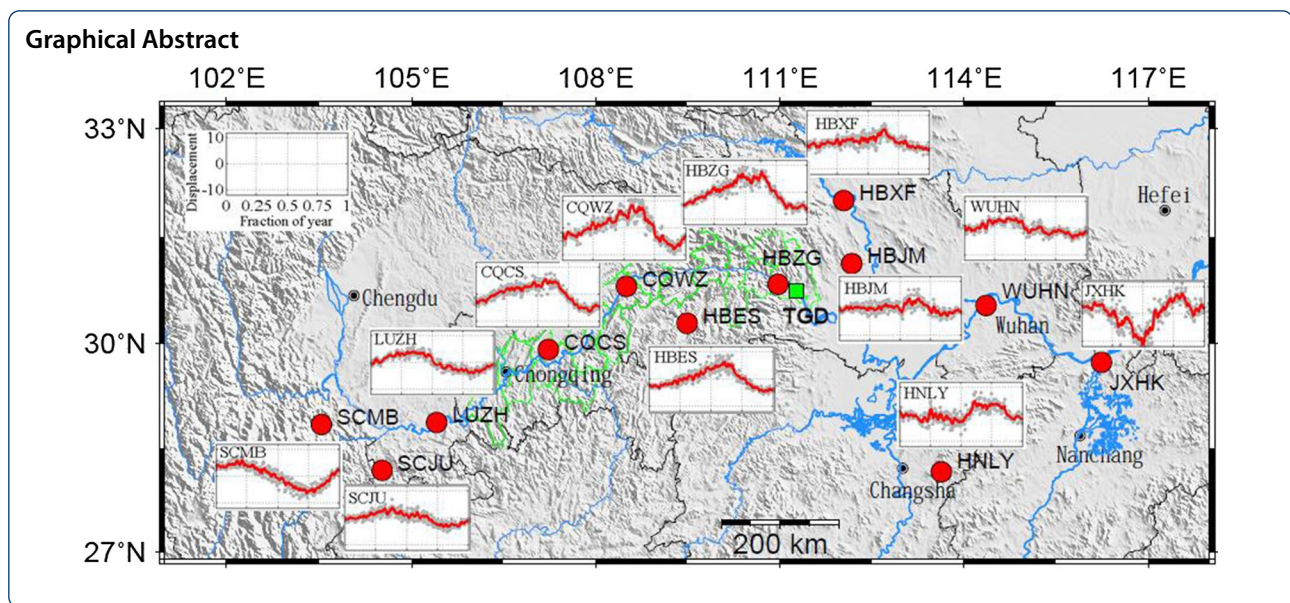 Graphical Abstract
102°E 105°E 108°E 111°E 114°E 117°E
33°N
30°N
27°N
Displacement
10
0
-10
0 0.25 0.5 0.75 1
Fraction of year
HBXF
HBXF
HBZG
HBZG
CQWZ
CQWZ
WUHN
WUHN
Wuhan
Hefei
HBJM
HBJM
CQCS
CQCS
TGD
JXHK
JXHK
Chengdu
HBES
HBES
LUZH
LUZH
Chongqing
SCMB
SCMB
SCJU
SCJU
HNLY
HNLY
Nanchang
Changsha
200 km